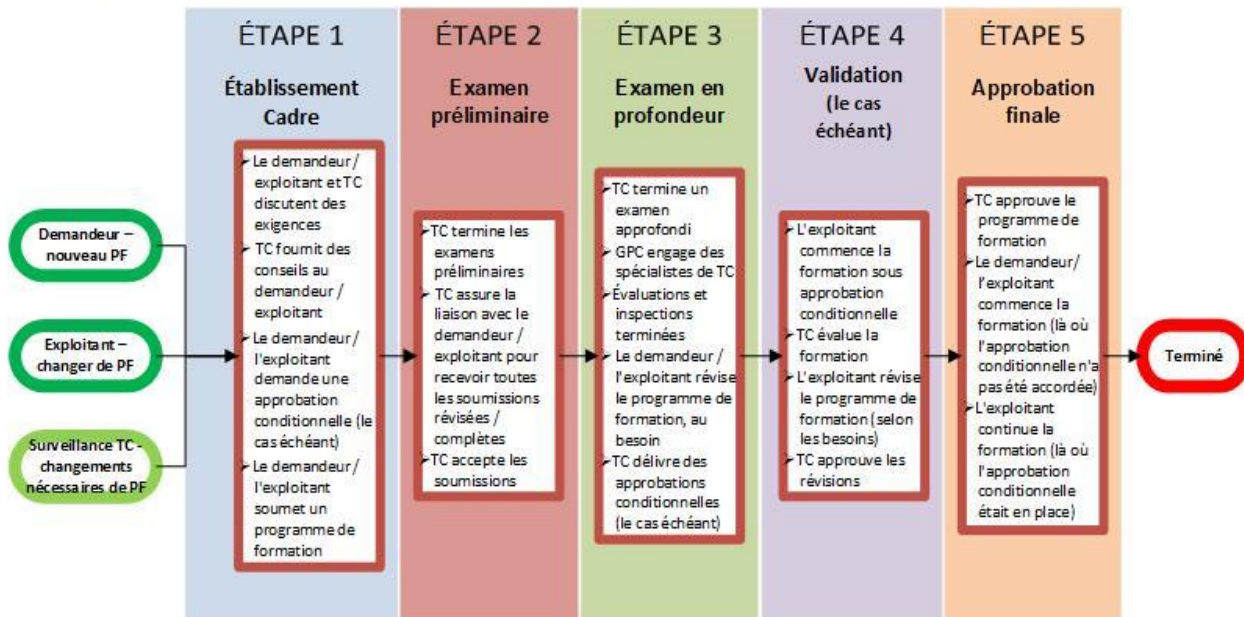 ÉTAPE 1
Établissement
Cadre
➢Le demandeur /
exploitant et TC
discutent des
exigences
➢TC fournit des
conseils au
demandeur /
exploitant
➢Le demandeur /
l'exploitant
demande une
approbation
conditionnelle (le
cas échéant)
➢Le demandeur /
l'exploitant
soumet un
programme de
formation
ÉTAPE 2
Examen
préliminaire
➢TC termine les
examens
préliminaires
➢TC assure la
liaison avec le
demandeur /
exploitant pour
recevoir toutes
les soumissions
révisées /
complètes
➢TC accepte les
soumissions
ÉTAPE 3
Examen en
profondeur
➢TC termine un
examen
approfondi
➢GPC engage des
spécialistes de TC
➢Évaluations et
inspections
terminées
➢Le demandeur /
l'exploitant révise
le programme de
formation, au
besoin
➢TC délivre des
approbations
conditionnelles
(le cas échéant)
ÉTAPE 4
Validation
(le cas
échéant)
➢L'exploitant
commence la
formation sous
approbation
conditionnelle
➢TC évalue la
formation
➢L'exploitant révise
le programme de
formation (selon
les besoins)
➢TC approuve les
révisions
ÉTAPE 5
Approbation
finale
➢TC approuve le
programme de
formation
➢Le demandeur/
l'exploitant
commence la
formation (là où
l'approbation
conditionnelle n'a
pas été accordée)
➢L'exploitant
continue la
formation (là où
l'approbation
conditionnelle
était en place)
Demandeur –
nouveau PF
Exploitant –
changer de PF
Surveillance TC -
changements
nécessaires de PF
Terminé